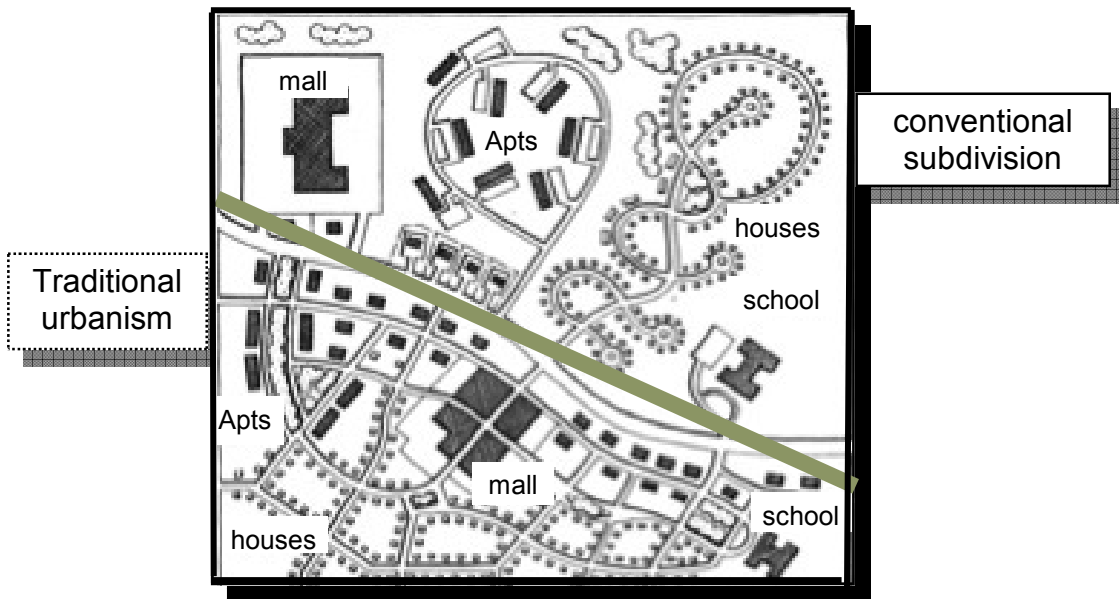 mall
Apts
conventional
subdivision
houses
school
Traditional
urbanism
Apts
mall
school
houses